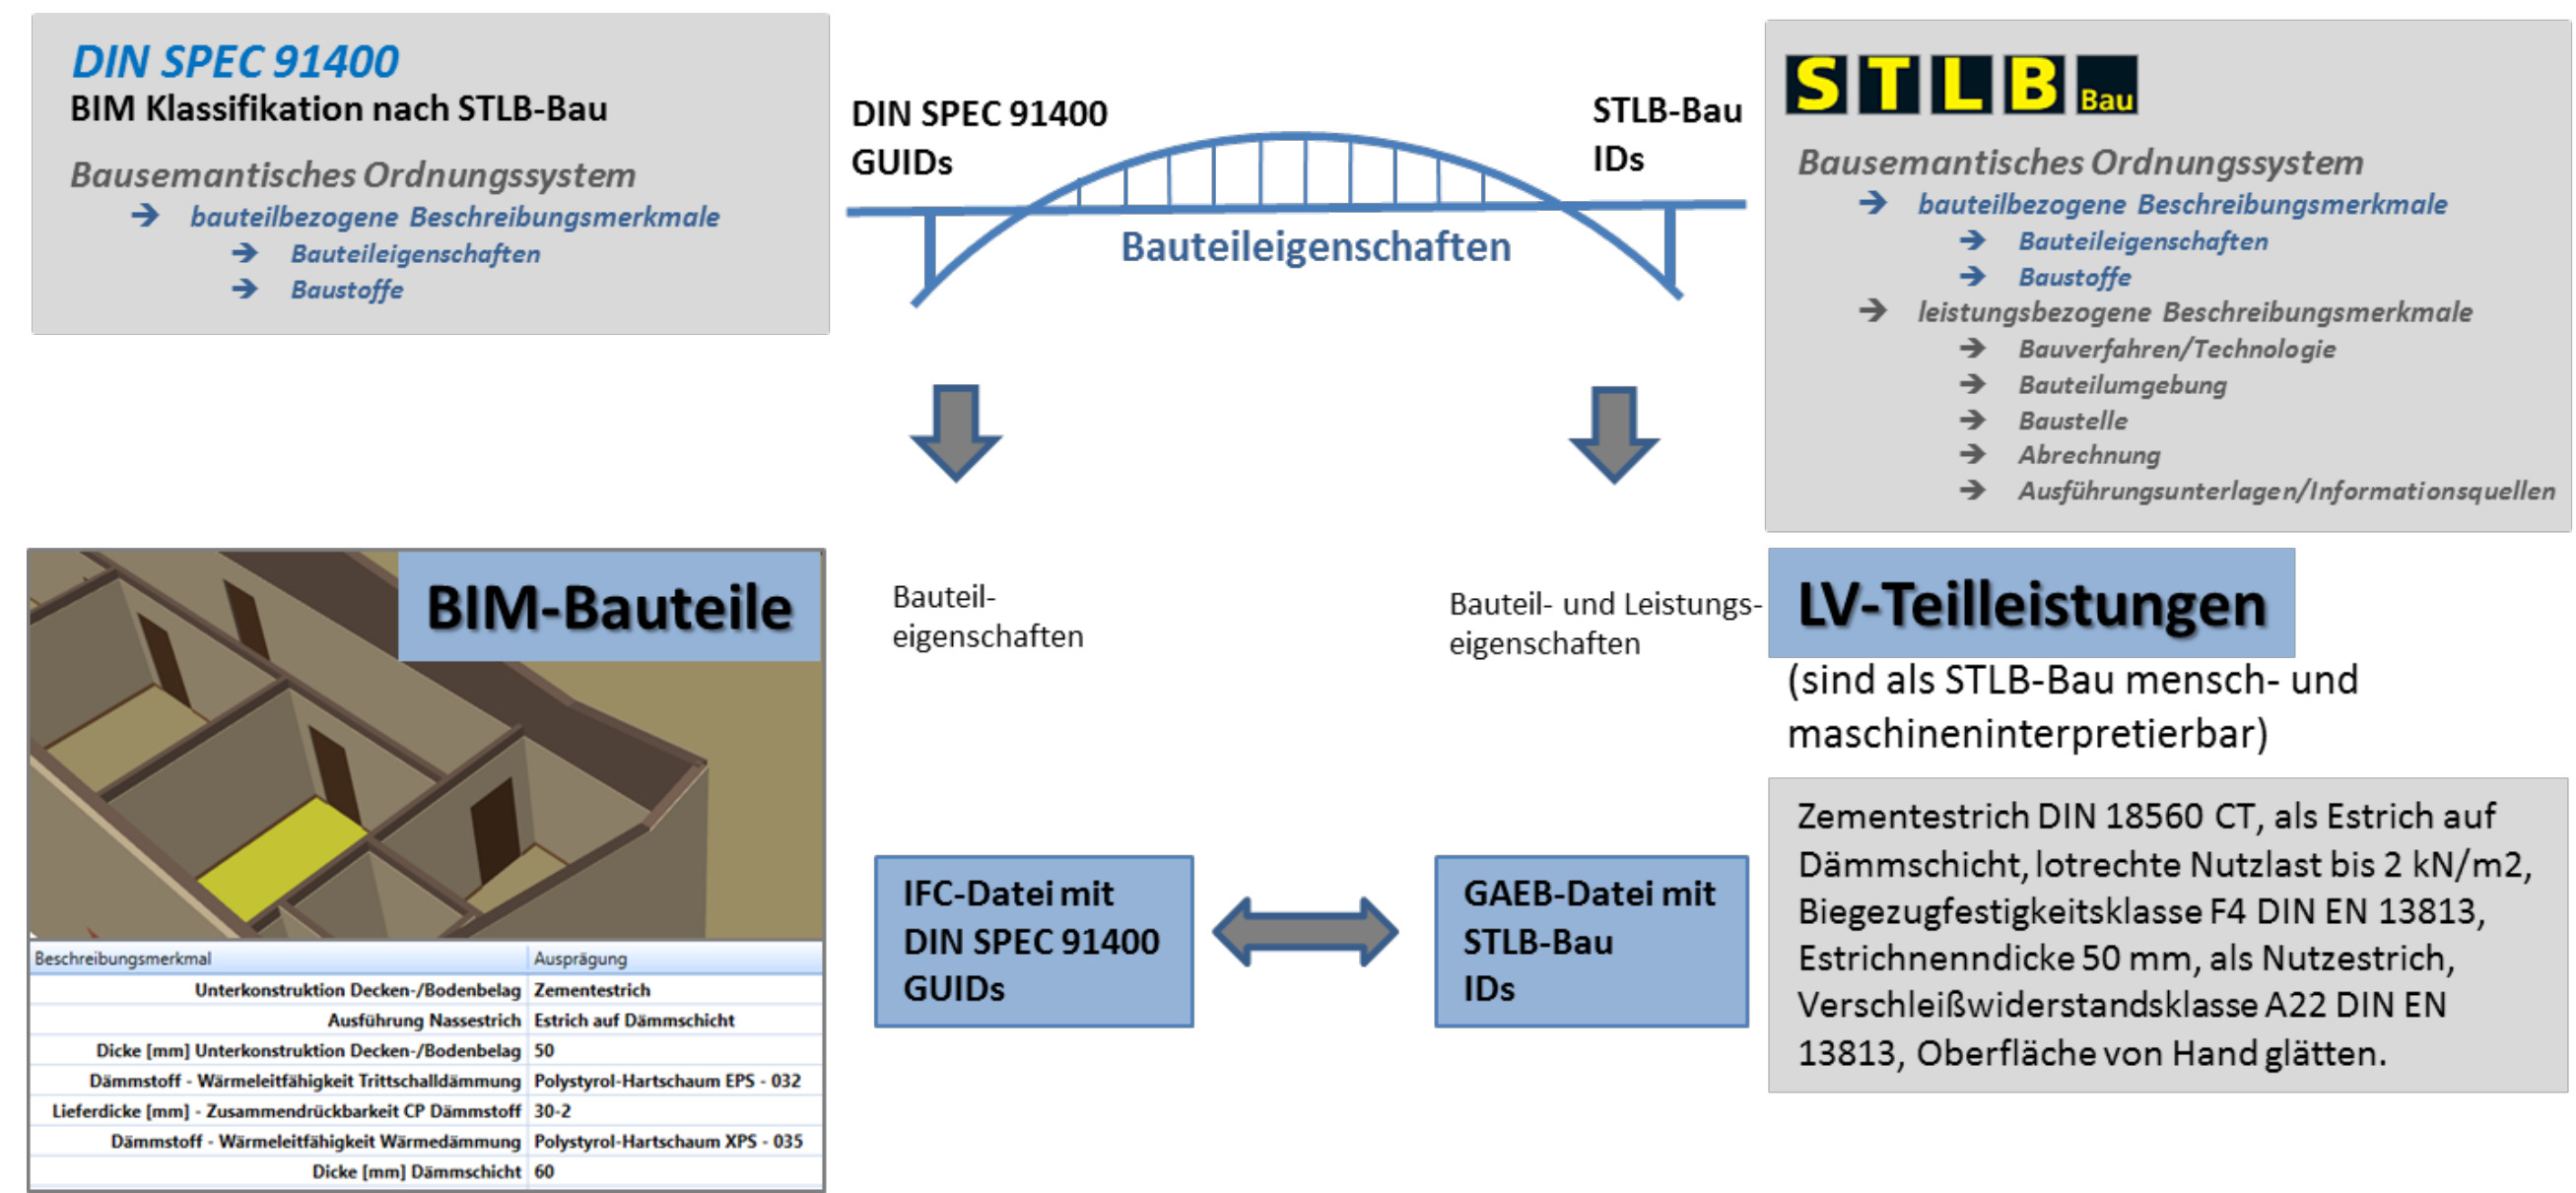 DIN SPEC 91400
BIM Klassifikation nach STLB-Bau
Bausemantisches Ordnungssystem
➔ bauteilbezogene Beschreibungsmerkmale
➔ Bauteileigenschaften
➔ Baustoffe
DIN SPEC 91400
GUIDs
STLB-Bau
IDs
Bauteileigenschaften
STLB Bau
Bausemantisches Ordnungssystem
➔ bauteilbezogene Beschreibungsmerkmale
➔ Bauteileigenschaften
➔ Baustoffe
➔ leistungsbezogene Beschreibungsmerkmale
➔ Bauverfahren/Technologie
➔ Bauteilumgebung
➔ Baustelle
➔ Abrechnung
➔ Ausführungsunterlagen/Informationsquellen
BIM-Bauteile
Beschreibungsmerkmal Ausprägung
Unterkonstruktion Decken-/Bodenbelag Zementestrich
Ausführung Nassestrich Estrich auf Dämmschicht
Dicke [mm] Unterkonstruktion Decken-/Bodenbelag 50
Dämmstoff - Wärmeleitfähigkeit Trittschalldämmung Polystyrol-Hartschaum EPS - 032
Lieferdicke [mm] - Zusammendrückbarkeit CP Dämmstoff 30-2
Dämmstoff - Wärmeleitfähigkeit Wärmedämmung Polystyrol-Hartschaum XPS - 035
Dicke [mm] Dämmschicht 60
Bauteil-
eigenschaften
Bauteil- und Leistungs-
eigenschaften
IFC-Datei mit
DIN SPEC 91400
GUIDs
GAEB-Datei mit
STLB-Bau
IDs
LV-Teilleistungen
(sind als STLB-Bau mensch- und
maschineninterpretierbar)
Zementestrich DIN 18560 CT, als Estrich auf
Dämmschicht, lotrechte Nutzlast bis 2 kN/m2,
Biegezugfestigkeitsklasse F4 DIN EN 13813,
Estrichnenndicke 50 mm, als Nutzestrich,
Verschleißwiderstandsklasse A22 DIN EN
13813, Oberfläche von Hand glätten.